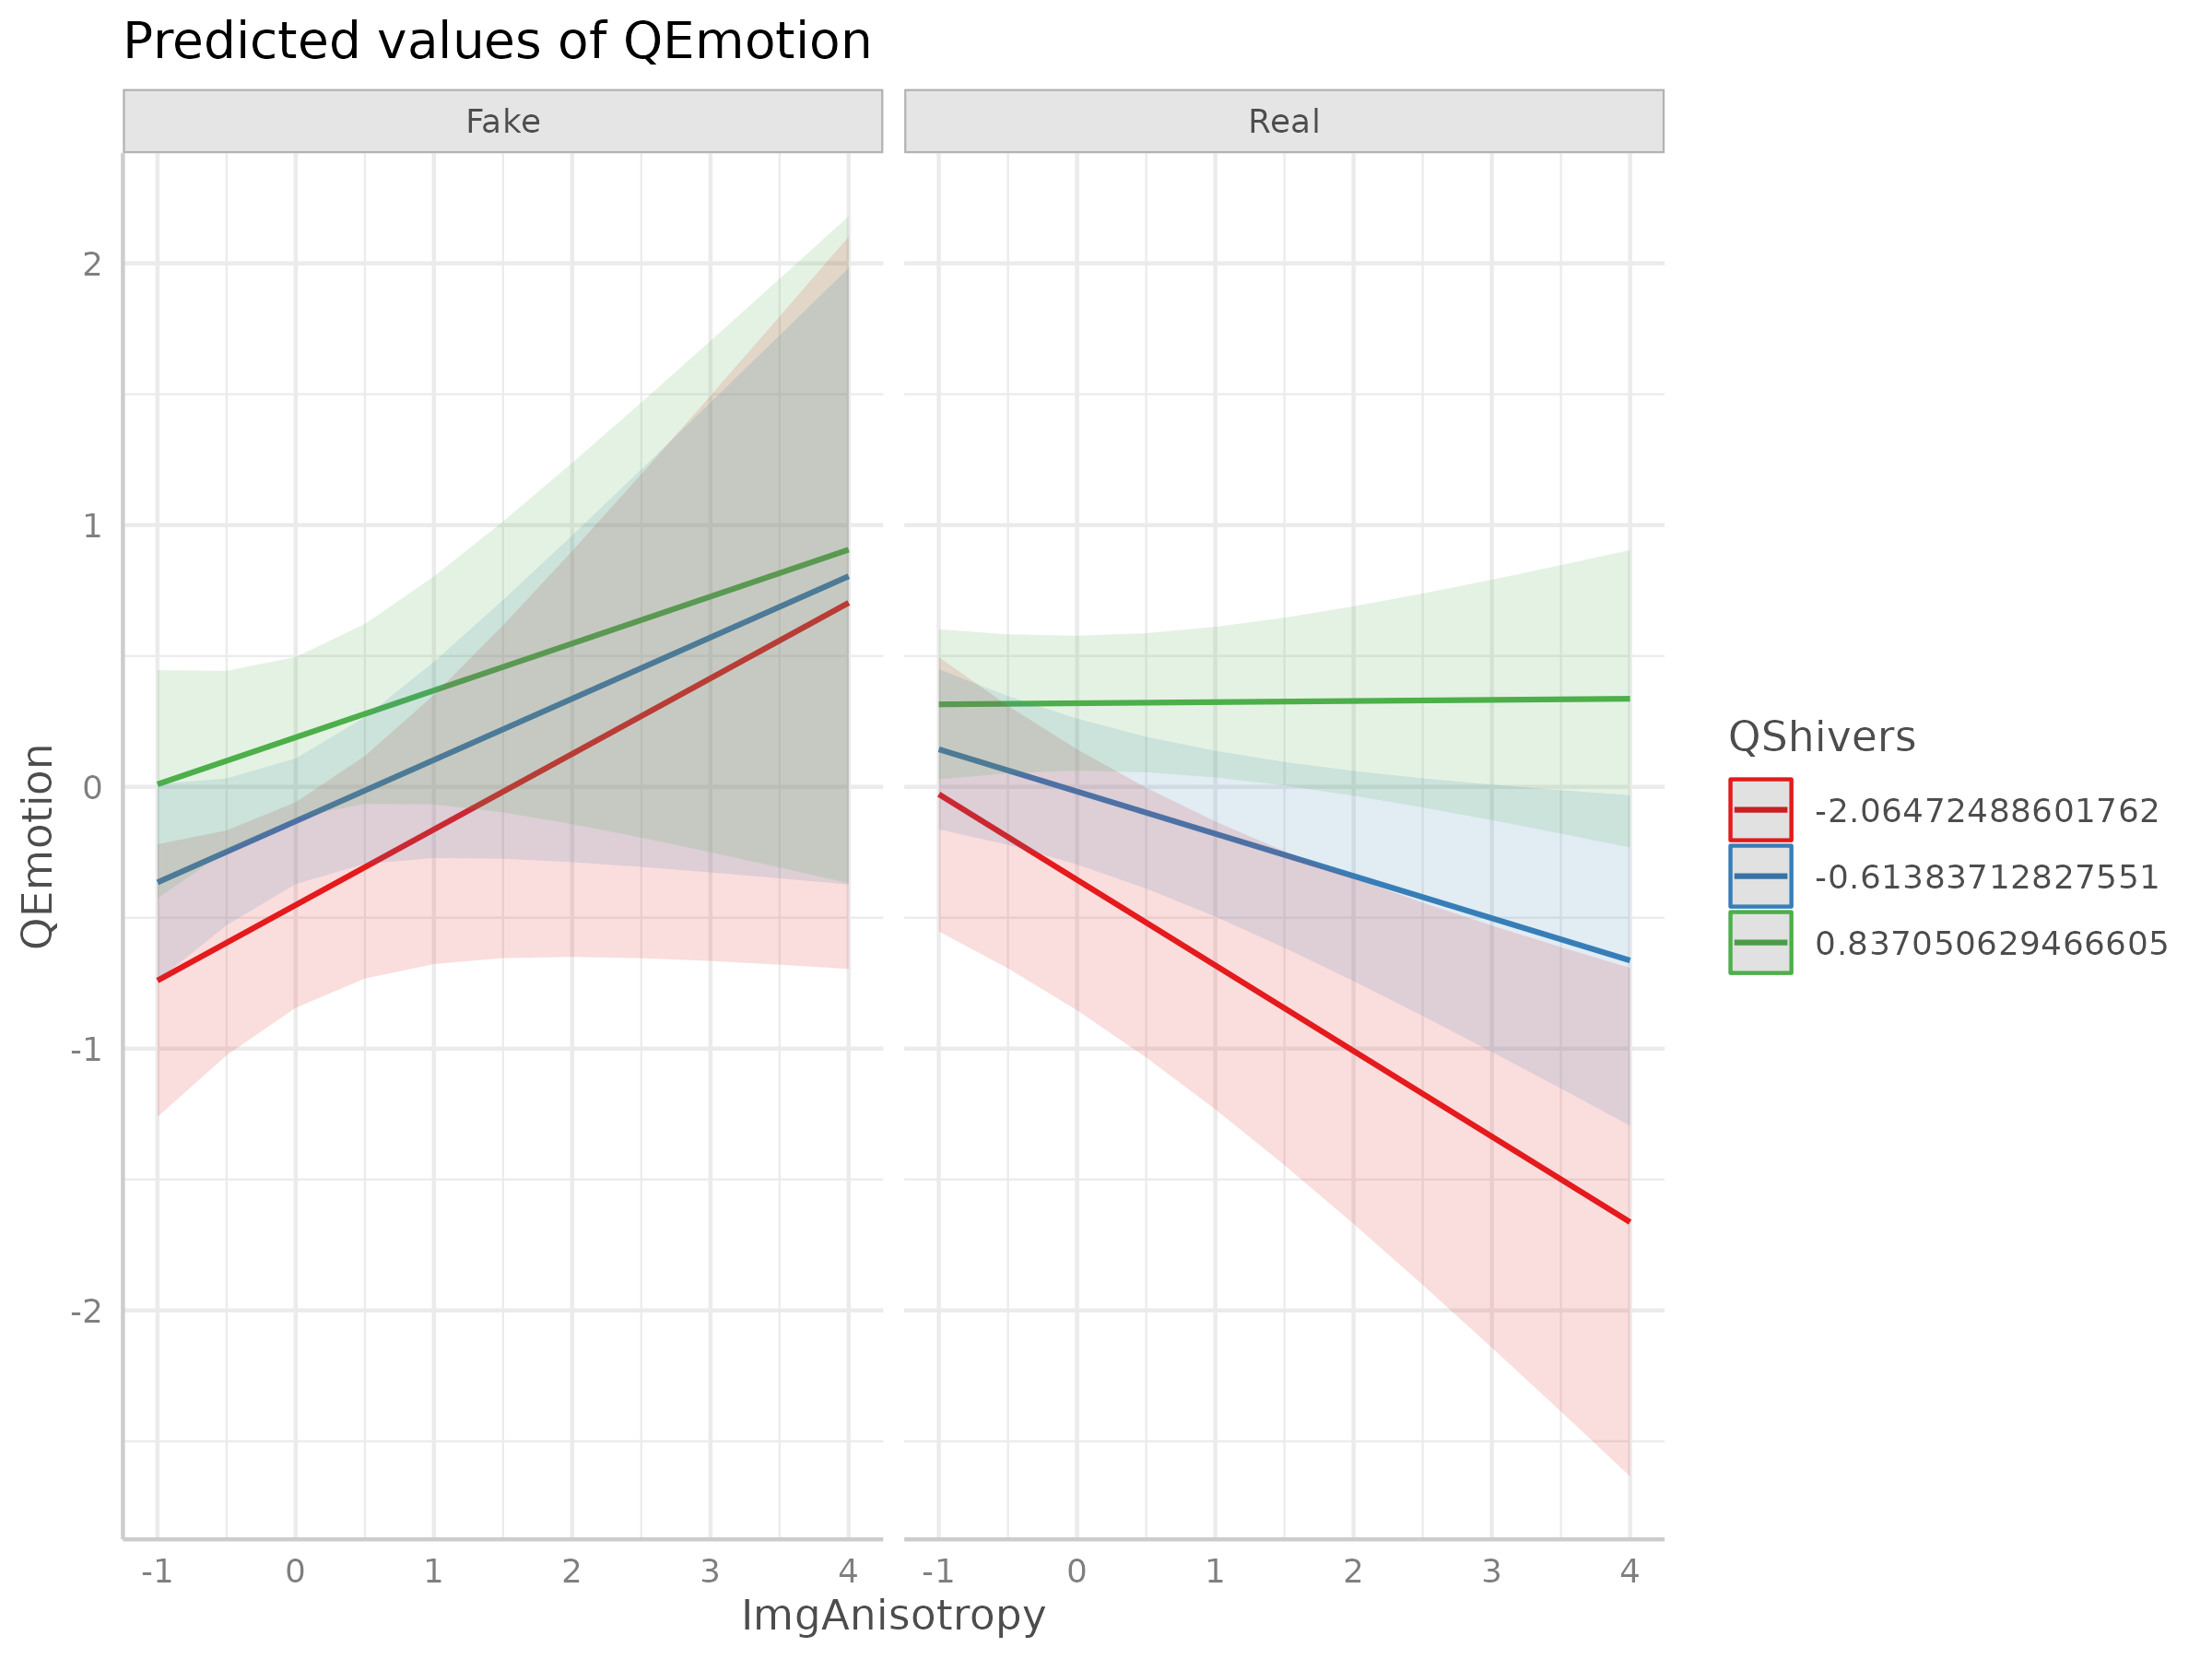 Predicted values of QEmotion
Fake
Real
2
1
0
-1
-2
QEmotion
-1 0 1 2 3 4
-1 0 1 2 3 4
ImgAnisotropy
QShivers
-2.06472488601762
-0.61383712827551
0.837050629466605